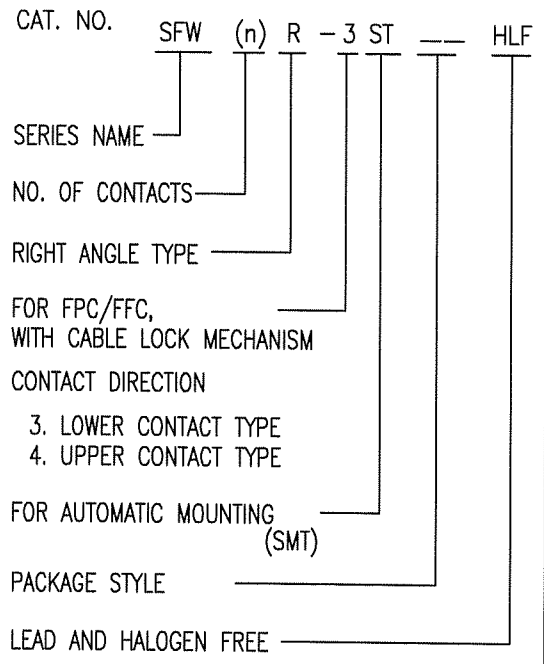 CAT. NO. SFW (n) R - 3 ST __ HLF
SERIES NAME
NO. OF CONTACTS
RIGHT ANGLE TYPE
FOR FPC/FFC,
WITH CABLE LOCK MECHANISM
CONTACT DIRECTION
3. LOWER CONTACT TYPE
4. UPPER CONTACT TYPE
FOR AUTOMATIC MOUNTING
(SMT)
PACKAGE STYLE
LEAD AND HALOGEN FREE